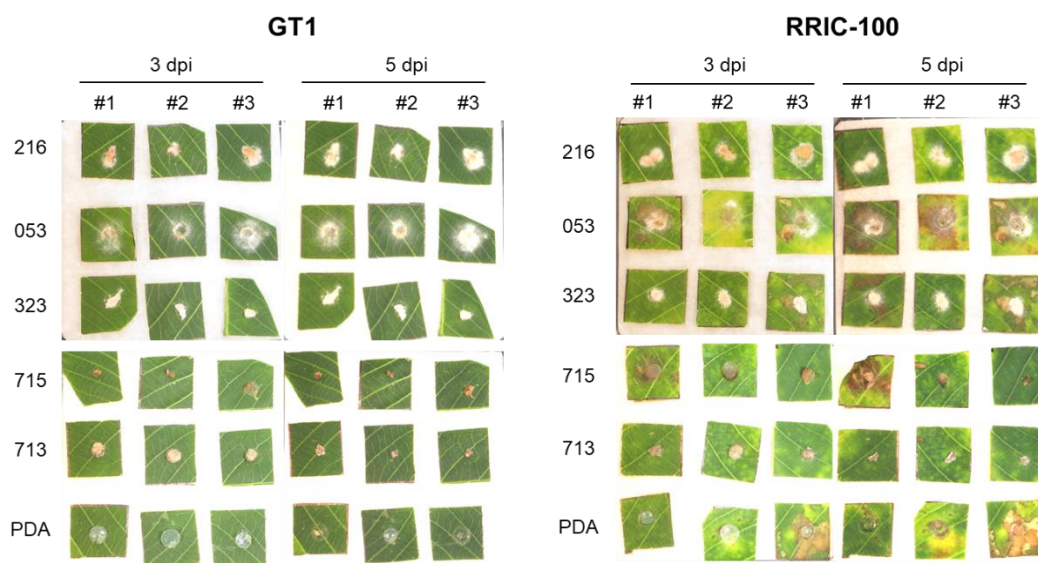 GT1 RRIC-100
3 dpi 5 dpi 3 dpi 5 dpi
#1 #2 #3 #1 #2 #3 #1 #2 #3 #1 #2 #3
216 216
053 053
323 323
715 715
713 713
PDA PDA